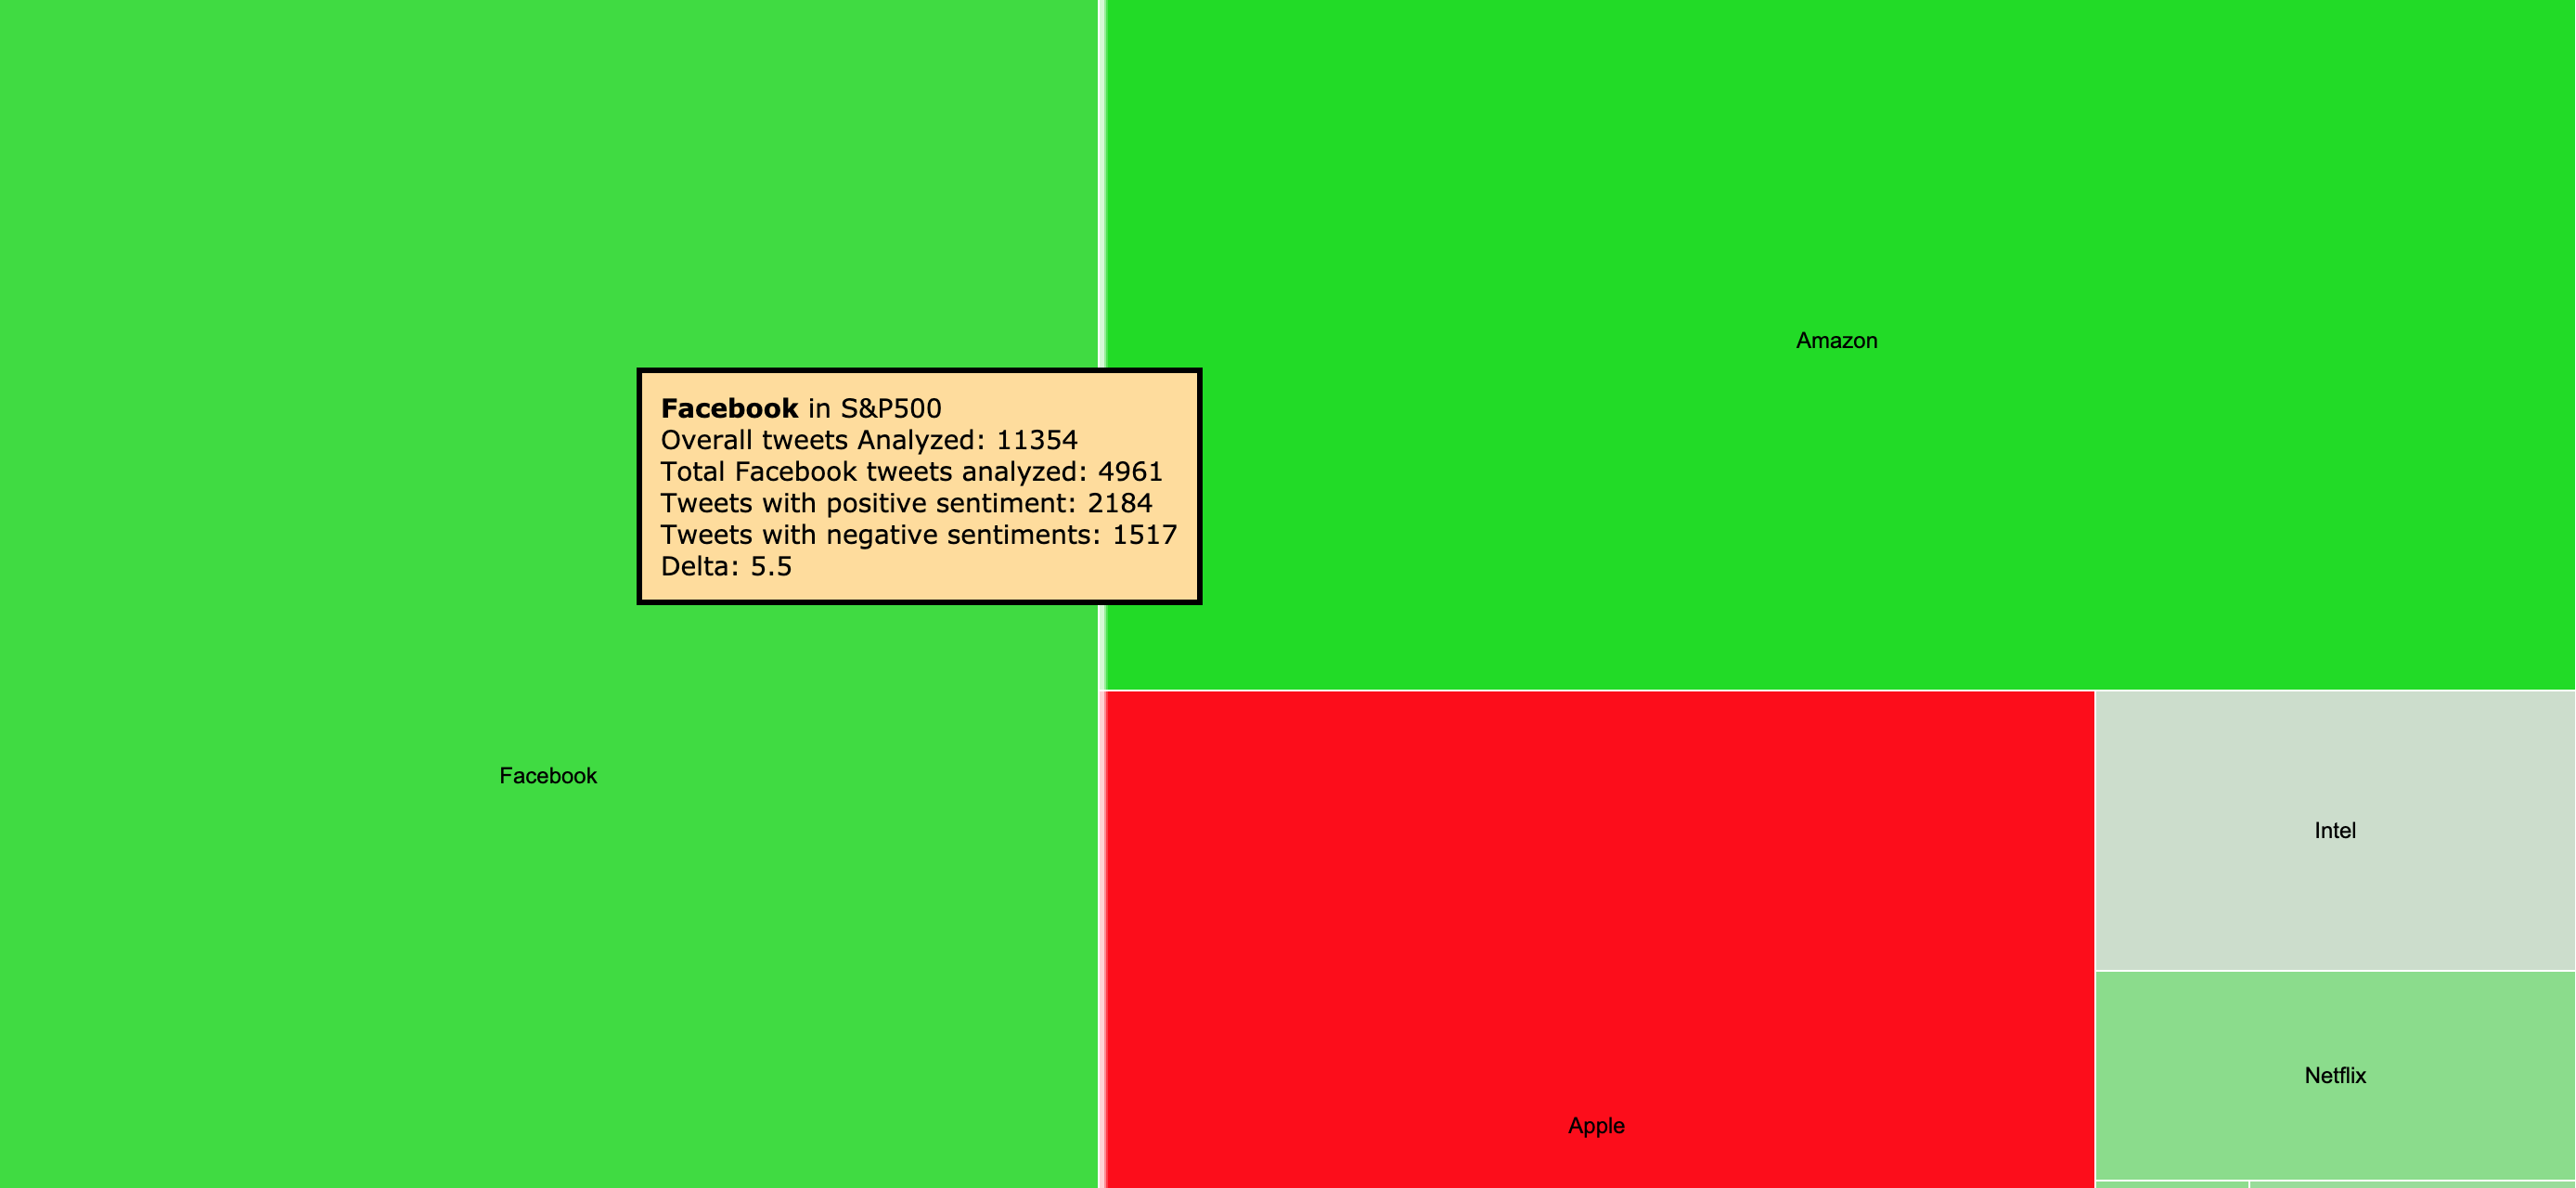 Amazon
Facebook in S&P500
Overall tweets Analyzed: 11354
Total Facebook tweets analyzed: 4961
Tweets with positive sentiment: 2184
Tweets with negative sentiments: 1517
Delta: 5.5
Facebook
Intel
Netflix
Apple